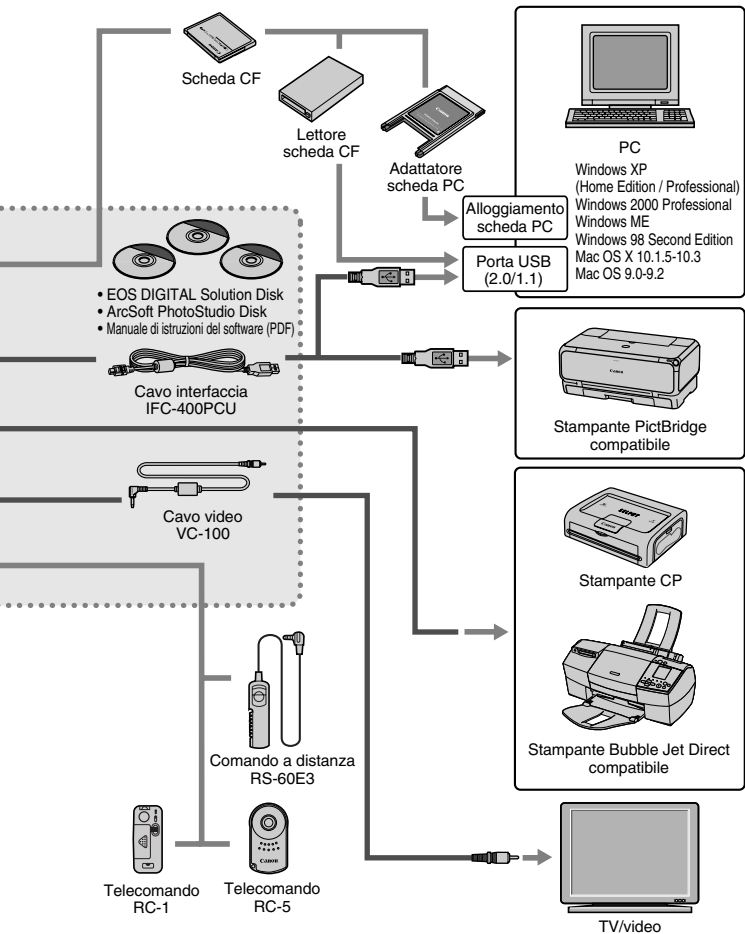 Scheda CF
Lettore
scheda CF
Canon
Adattatore
scheda PC
PC
Windows XP
(Home Edition / Professional)
Windows 2000 Professional
Windows ME
Windows 98 Second Edition
Mac OS X 10.1.5-10.3
Mac OS 9.0-9.2
Alloggiamento
scheda PC
Porta USB
(2.0/1.1)
• EOS DIGITAL Solution Disk
• ArcSoft PhotoStudio Disk
• Manuale di istruzioni del software (PDF)
Cavo interfaccia
IFC-400PCU
Canon
Stampante PictBridge
compatibile
Cavo video
VC-100
Canon
Stampante CP
Stampante Bubble Jet Direct
compatibile
Comando a distanza
RS-60E3
Telecomando
RC-1
Canon
Telecomando
RC-5
TV/video